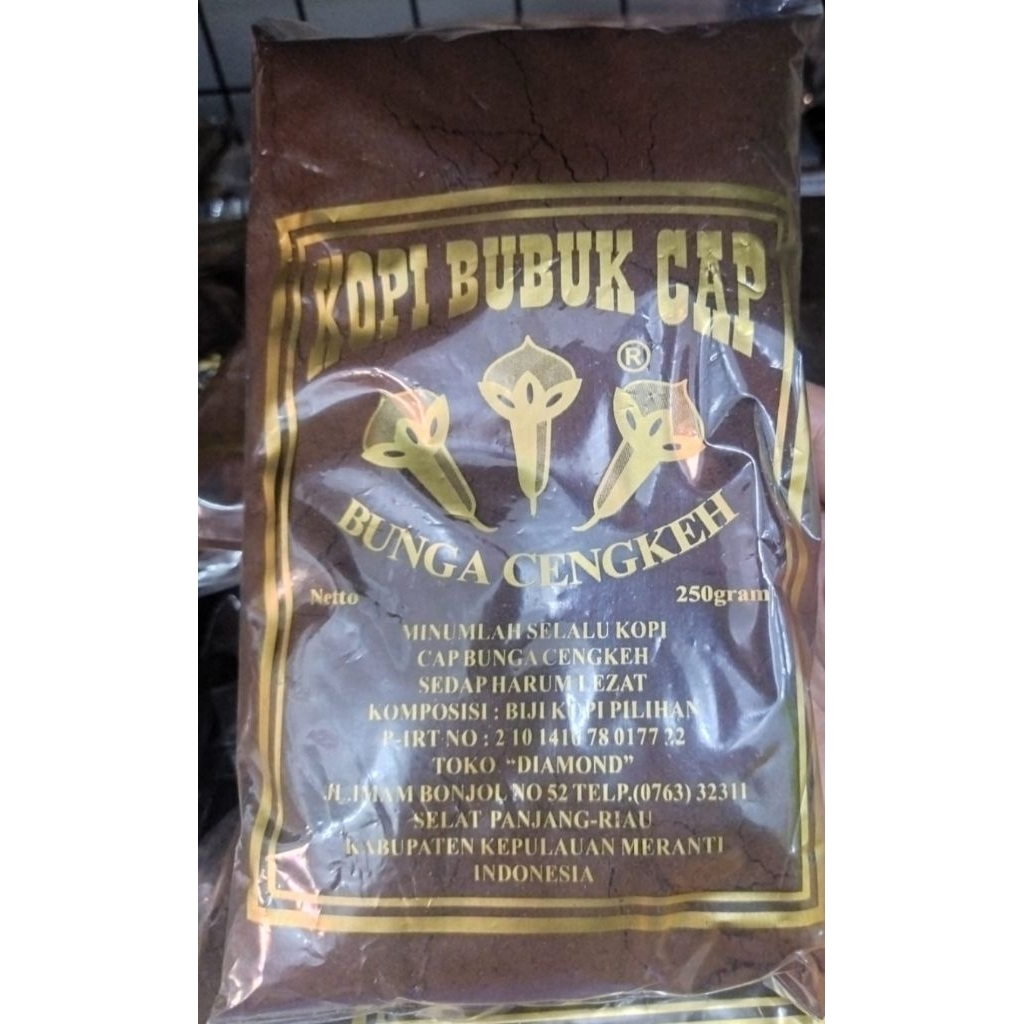 KOPI BUBUK CAP
®
BUNGA CENGKEH
Netto 250gram
MINUMLAH SELALU KOPI
CAP BUNGA CENGKEH
SEDAP HARUM LEZAT
KOMPOSISI : BIJI KOPI PILIHAN
P-IRT NO : 2 10 1410 78 0177 22
TOKO "DIAMOND"
JL.IMAM BONJOL NO 52 TELP.(0763) 32311
SELAT PANJANG-RIAU
KABUPATEN KEPULAUAN MERANTI
INDONESIA